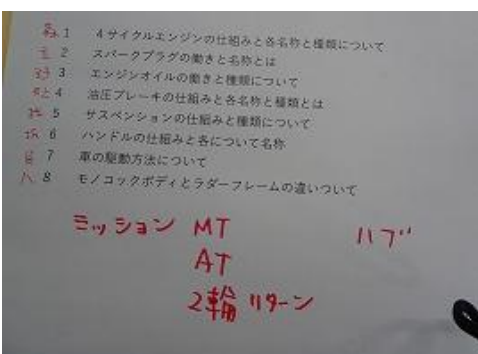 1 4サイクルエンジンの仕組みと各名称と種類について
2 スパークプラグの働きと名称とは
3 エンジンオイルの働きと種類について
4 油圧ブレーキの仕組みと各名称と種類とは
5 サスペンションの仕組みと種類について
6 ハンドルの仕組みと各について名称
7 車の駆動方法について
八 8 モノコックボディとラダーフレームの違いついて
ミッション MT ハブ
AT
2輪 リターン